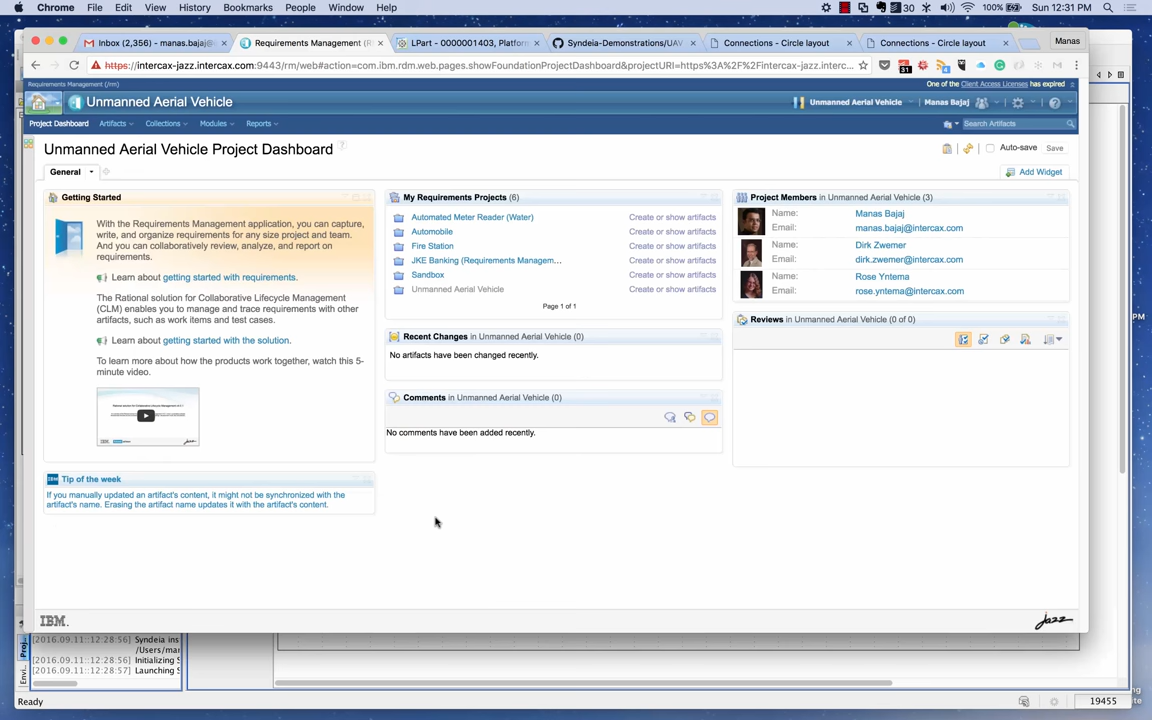 Chrome File Edit View History Bookmarks People Window Help 30 100% Sun 12:31 PM
Inbox (2,356) - manas.bajaj@i Requirements Management (R LPart - 0000001403, Platforn Syndeia-Demonstrations/UAV Connections - Circle layout Connections - Circle layout Manas
https://intercax-jazz.intercax.com:9443/rm/web#action=com.ibm.rdm.web.pages.showFoundationProjectDashboard&projectURI=https%3A%2F%2Fintercax-jazz.interc...
Requirements Management (/rm) One of the Client Access Licenses has expired
Unmanned Aerial Vehicle Unmanned Aerial Vehicle Manas Bajaj
Project Dashboard Artifacts Collections Modules Reports Search Artifacts
Unmanned Aerial Vehicle Project Dashboard Auto-save Save
General Add Widget
Getting Started
With the Requirements Management application, you can capture,
write, and organize requirements for any size project and team.
And you can collaboratively review, analyze, and report on
requirements.
Learn about getting started with requirements.
The Rational solution for Collaborative Lifecycle Management
(CLM) enables you to manage and trace requirements with other
artifacts, such as work items and test cases.
Learn about getting started with the solution.
To learn more about how the products work together, watch this 5-
minute video.
IBM Tip of the week
If you manually updated an artifact's content, it might not be synchronized with the
artifact's name. Erasing the artifact name updates it with the artifact's content.
My Requirements Projects (6)
Automated Meter Reader (Water) Create or show artifacts
Automobile Create or show artifacts
Fire Station Create or show artifacts
JKE Banking (Requirements Managem... Create or show artifacts
Sandbox Create or show artifacts
Unmanned Aerial Vehicle Create or show artifacts
Page 1 of 1
Recent Changes in Unmanned Aerial Vehicle (0)
No artifacts have been changed recently.
Comments in Unmanned Aerial Vehicle (0)
No comments have been added recently.
Project Members in Unmanned Aerial Vehicle (3)
Name: Manas Bajaj
Email: manas.bajaj@intercax.com
Name: Dirk Zwemer
Email: dirk.zwemer@intercax.com
Name: Rose Yntema
Email: rose.yntema@intercax.com
Reviews in Unmanned Aerial Vehicle (0 of 0)
IBM. jazz
PM
[2016.09.11::12:28:56] Syndeia ins
/Users/mar
[2016.09.11::12:28:56] Initializing S
[2016.09.11::12:28:57] Launching S
Ready 19455